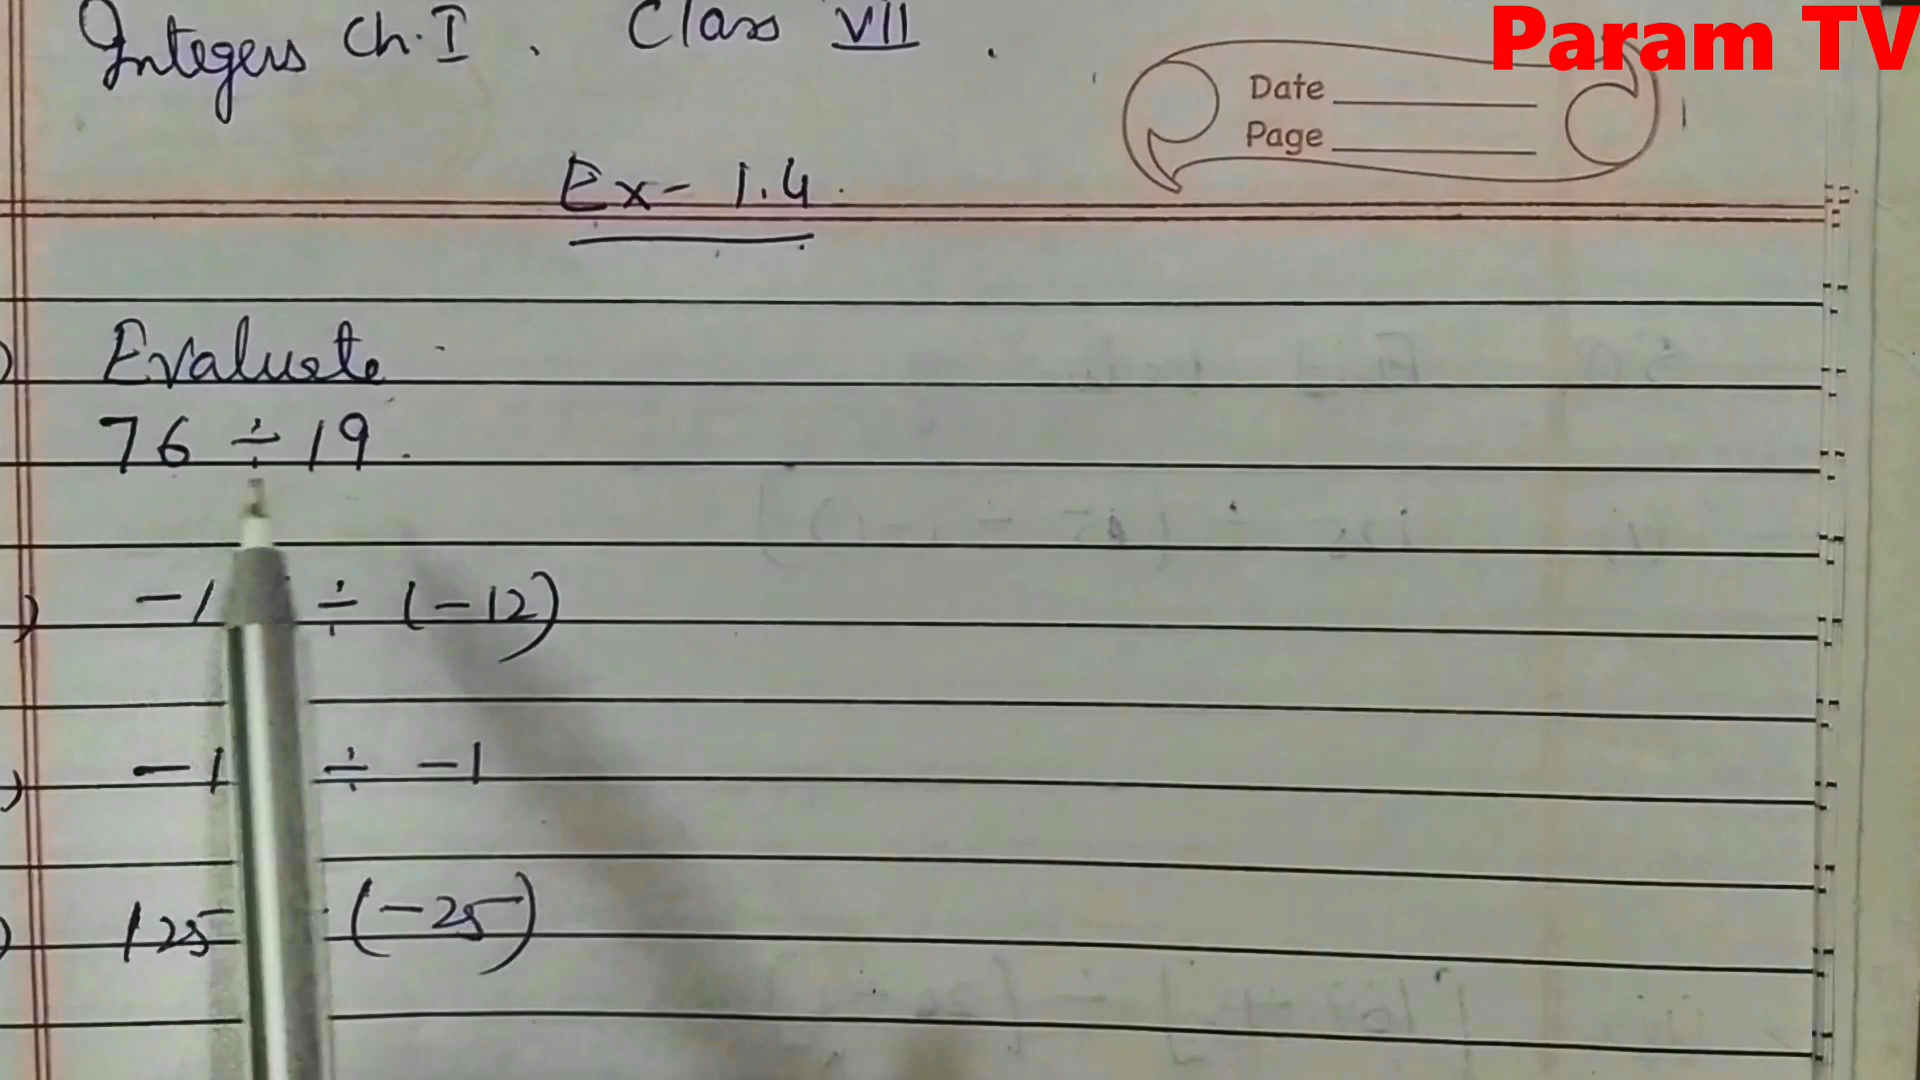 Param TV
Integers Ch.I. Class VII.
Date
Page
Ex- 1.4.
Evaluate
76 ÷ 19.
÷ (-12)
÷ -1
125 (-25)